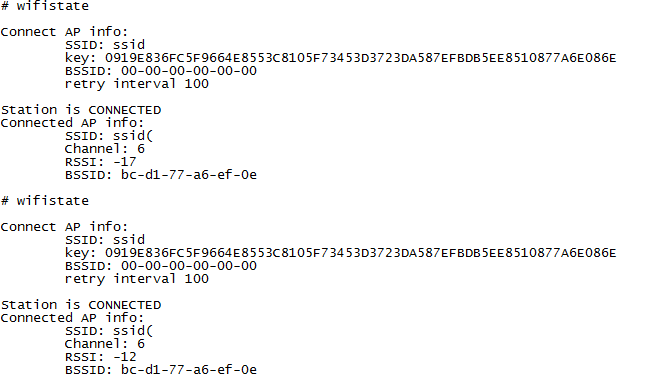 # wifistate
Connect AP info:
SSID: ssid
key: 0919E836FC5F9664E8553C8105F73453D3723DA587EFBDB5EE8510877A6E086E
BSSID: 00-00-00-00-00-00
retry interval 100
Station is CONNECTED
Connected AP info:
SSID: ssid(
Channel: 6
RSSI: -17
BSSID: bc-d1-77-a6-ef-0e
# wifistate
Connect AP info:
SSID: ssid
key: 0919E836FC5F9664E8553C8105F73453D3723DA587EFBDB5EE8510877A6E086E
BSSID: 00-00-00-00-00-00
retry interval 100
Station is CONNECTED
Connected AP info:
SSID: ssid(
Channel: 6
RSSI: -12
BSSID: bc-d1-77-a6-ef-0e